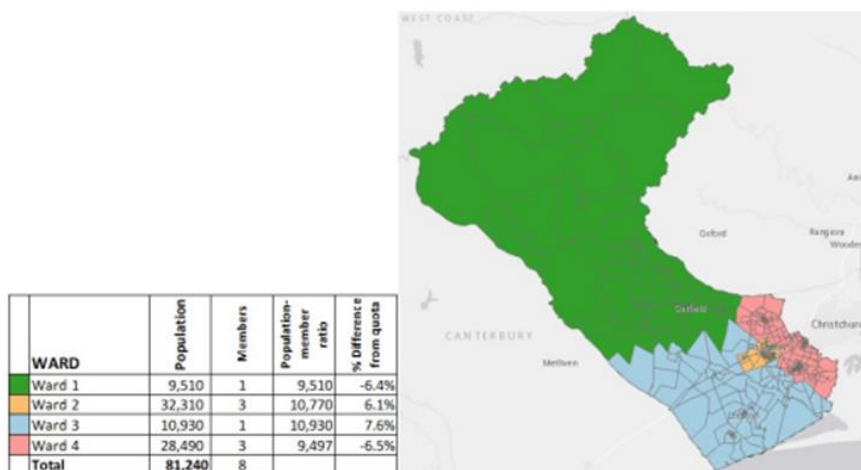 WARD Population Members Population-member ratio % Difference from quota
Ward 1 9,510 1 9,510 -6.4%
Ward 2 32,310 3 10,770 6.1%
Ward 3 10,930 1 10,930 7.6%
Ward 4 28,490 3 9,497 -6.5%
Total 81,240 8
WEST COAST
Oxford
Rangiora
Darfield
Christchurc
CANTERBURY
Methven